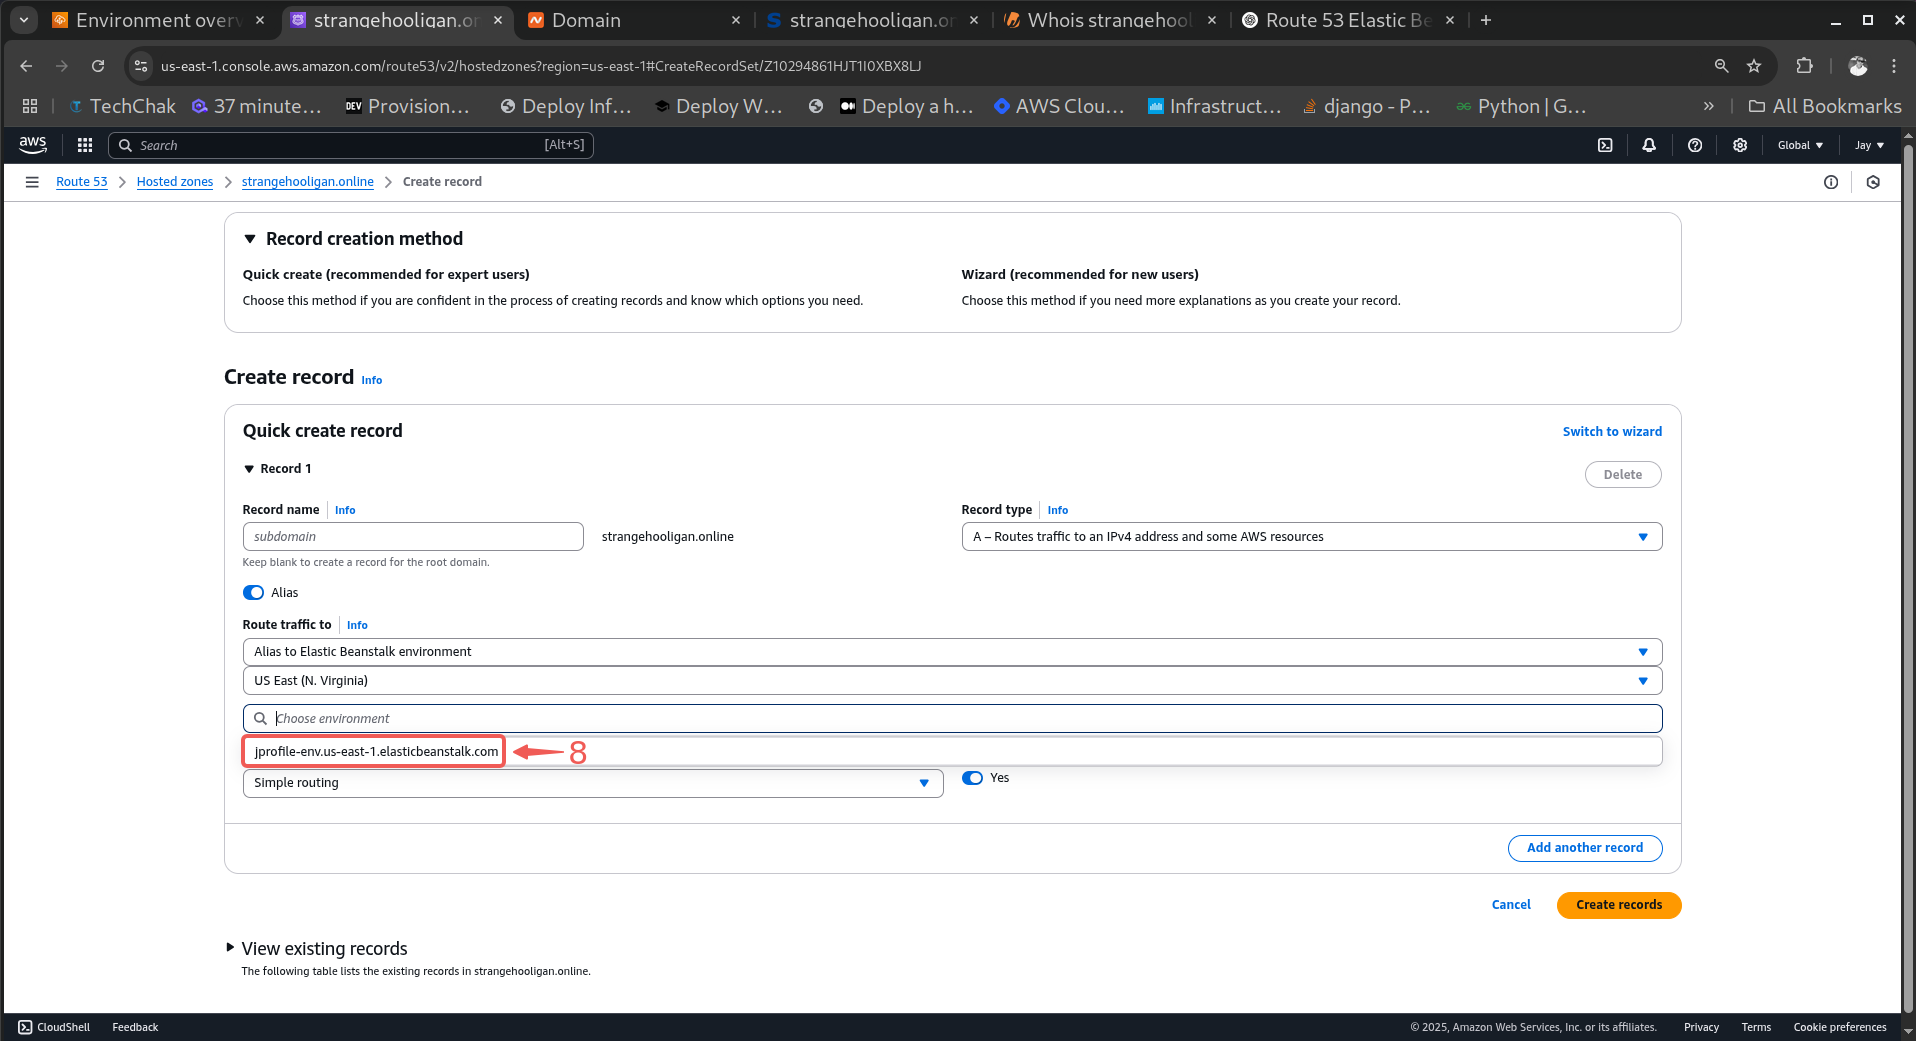 Environment over
strangehooligan.or
Domain
strangehooligan.or
Whois strangehool
Route 53 Elastic Be
us-east-1.console.aws.amazon.com/route53/v2/hostedzones?region=us-east-1#CreateRecordSet/Z10294861HJT1I0XBX8LJ
TechChak
37 minute...
DEV Provision...
Deploy Inf...
Deploy W...
Deploy a h...
AWS Clou...
Infrastruct...
django - P...
Python | G...
»
All Bookmarks
aws
Search
[Alt+S]
Global
Jay
Route 53
Hosted zones
strangehooligan.online
Create record
Record creation method
Quick create (recommended for expert users)
Choose this method if you are confident in the process of creating records and know which options you need.
Wizard (recommended for new users)
Choose this method if you need more explanations as you create your record.
Create record Info
Quick create record
Switch to wizard
Record 1
Delete
Record name Info
subdomain
strangehooligan.online
Keep blank to create a record for the root domain.
Record type Info
A – Routes traffic to an IPv4 address and some AWS resources
Alias
Route traffic to Info
Alias to Elastic Beanstalk environment
US East (N. Virginia)
Choose environment
jprofile-env.us-east-1.elasticbeanstalk.com
8
Simple routing
Yes
Add another record
Cancel
Create records
View existing records
The following table lists the existing records in strangehooligan.online.
CloudShell
Feedback
© 2025, Amazon Web Services, Inc. or its affiliates.
Privacy
Terms
Cookie preferences